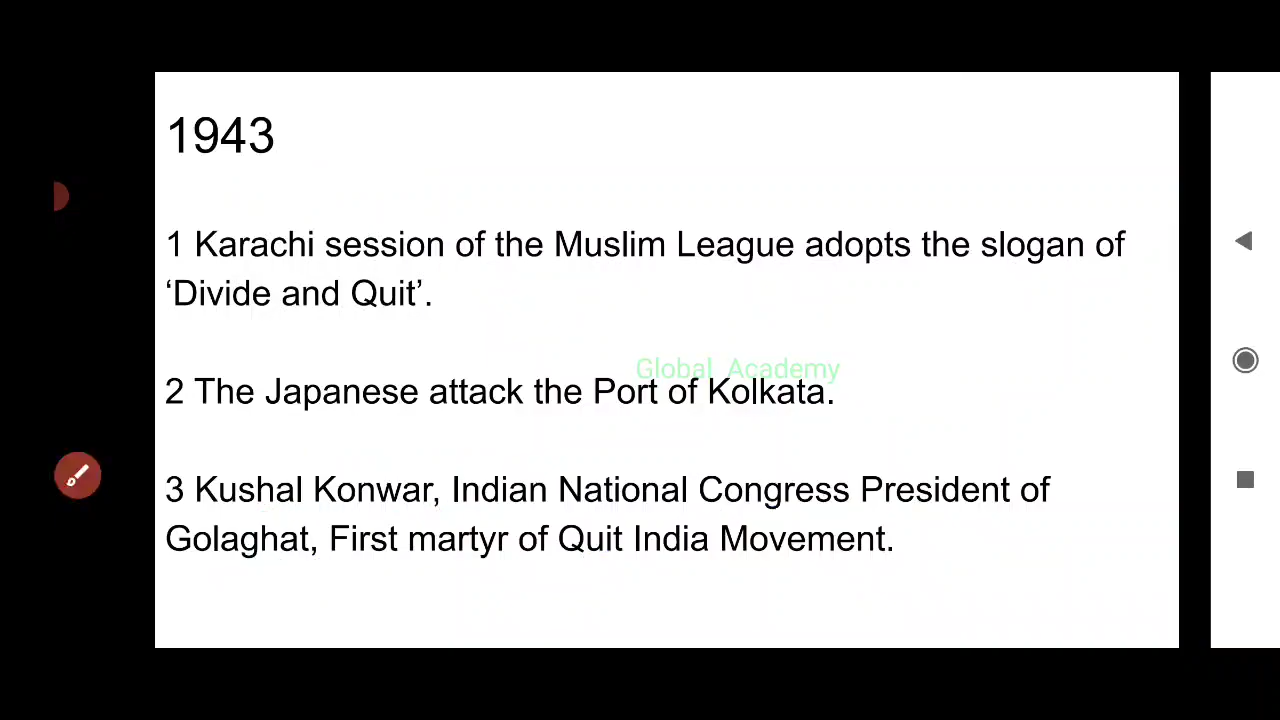 1943
1 Karachi session of the Muslim League adopts the slogan of
‘Divide and Quit’.
Global Academy
2 The Japanese attack the Port of Kolkata.
3 Kushal Konwar, Indian National Congress President of
Golaghat, First martyr of Quit India Movement.